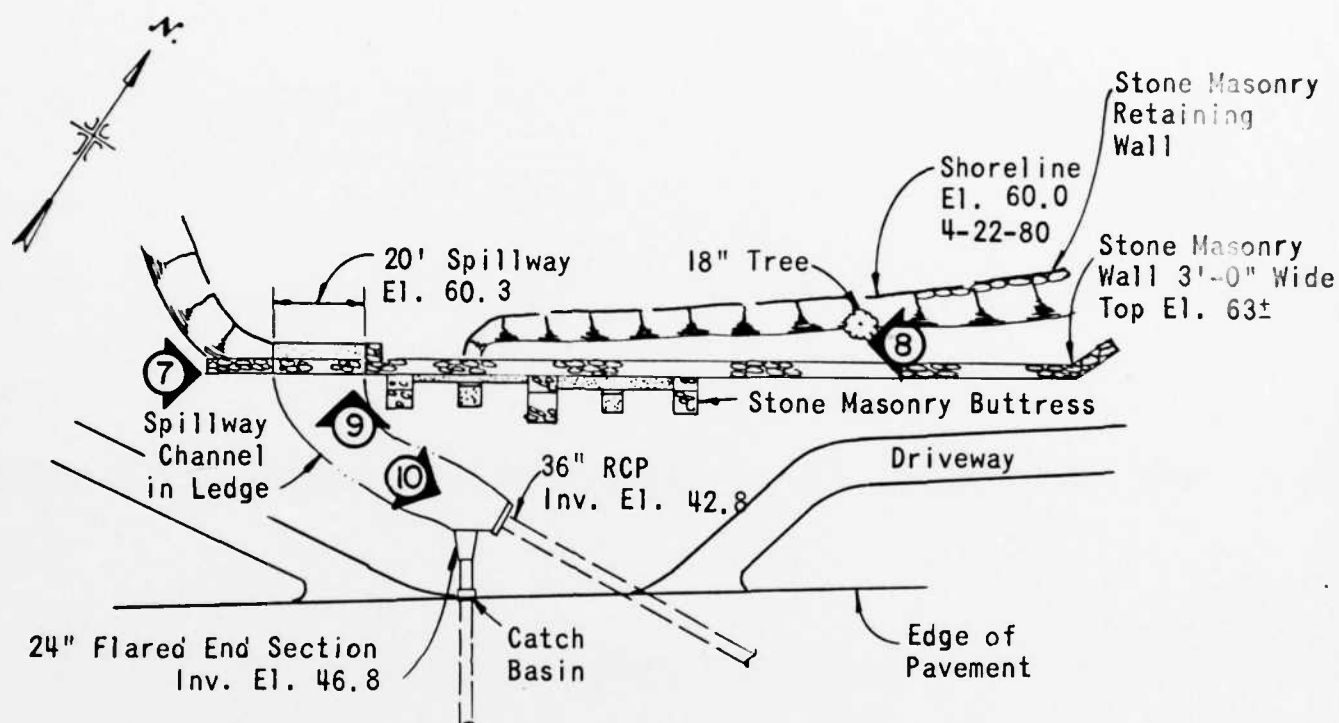 N.
Stone Masonry
Retaining
Wall
Shoreline
El. 60.0
4-22-80
20' Spillway
El. 60.3
18" Tree
Stone Masonry
Wall 3'-0" Wide
Top El. 63±
7
8
Stone Masonry Buttress
Spillway
Channel
in Ledge
9
10
36" RCP
Inv. El. 42.8
Driveway
24" Flared End Section
Inv. El. 46.8
Catch
Basin
Edge of
Pavement